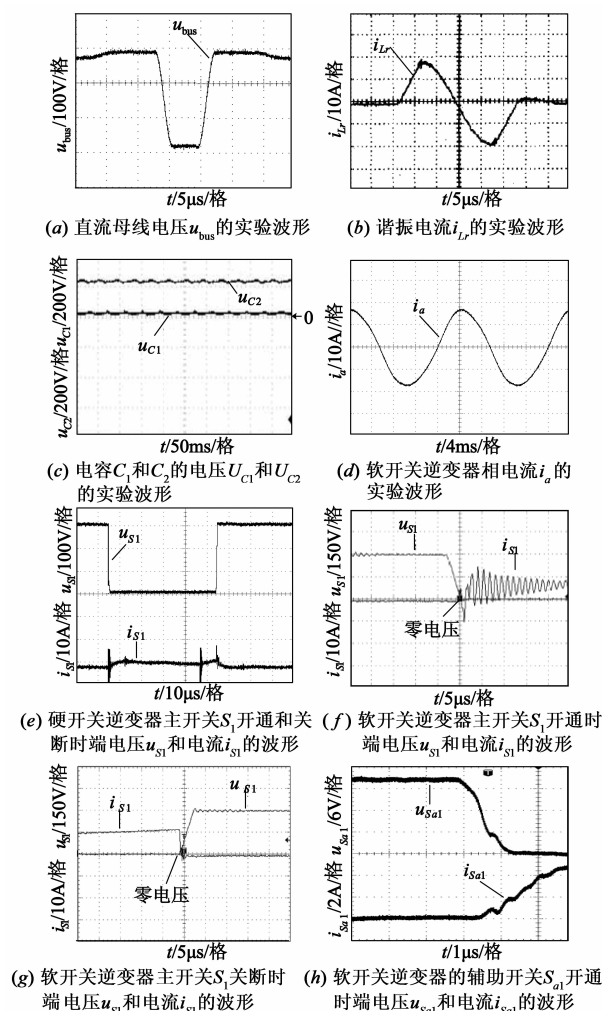 u_bus
u_bus/100V/格
t/5μs/格
(a) 直流母线电压u_bus的实验波形
i_Lr
i_Lr/10A/格
t/5μs/格
(b) 谐振电流i_Lr的实验波形
u_C2/200V/格 u_C1/200V/格
u_C2
u_C1
←0
t/50ms/格
(c) 电容C_1和C_2的电压U_C1和U_C2
的实验波形
i_a
i_a/10A//格
t/4ms/格
(d) 软开关逆变器相电流i_a的
实验波形
i_S1/10A/格 u_S1/100V/格
u_S1
i_S1
t/10μs/格
(e) 硬开关逆变器主开关S_1开通和关
断时端电压u_S1和电流i_S1的波形
i_S1/10A/格 u_S1/150V/格
u_S1
i_S1
零电压
t/5μs/格
(f) 软开关逆变器主开关S_1开通时
端电压u_S1和电流i_S1的波形
i_S1/10A/格 u_S1/150V/格
i_S1
u_S1
零电压
t/5μs/格
(g) 软开关逆变器主开关S_1关断时
端电压u_S1和电流i_S1的波形
i_Sa1/2A/格 u_Sa1/6V/格
u_Sa1
i_Sa1
t/1μs/格
(h) 软开关逆变器的辅助开关S_a1开通
时端电压u_Sa1和电流i_Sa1的波形